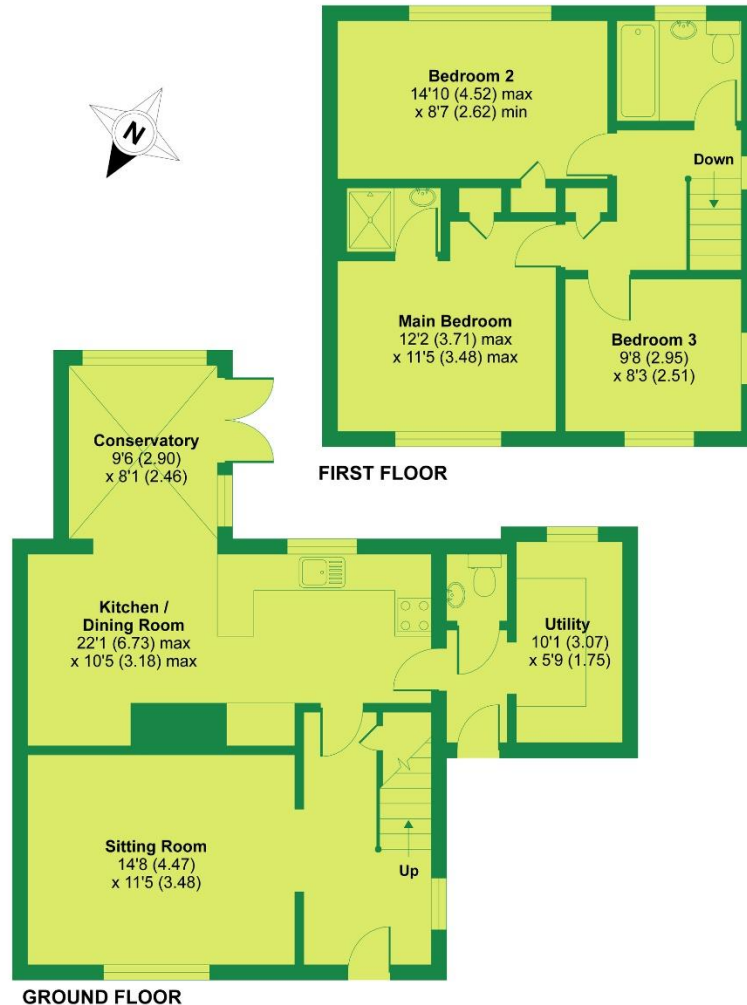 Bedroom 2
14'10 (4.52) max
x 8'7 (2.62) min
Down
N
Main Bedroom
12'2 (3.71) max
x 11'5 (3.48) max
Bedroom 3
9'8 (2.95)
x 8'3 (2.51)
FIRST FLOOR
Conservatory
9'6 (2.90)
x 8'1 (2.46)
Kitchen /
Dining Room
22'1 (6.73) max
x 10'5 (3.18) max
Utility
10'1 (3.07)
x 5'9 (1.75)
Sitting Room
14'8 (4.47)
x 11'5 (3.48)
Up
GROUND FLOOR